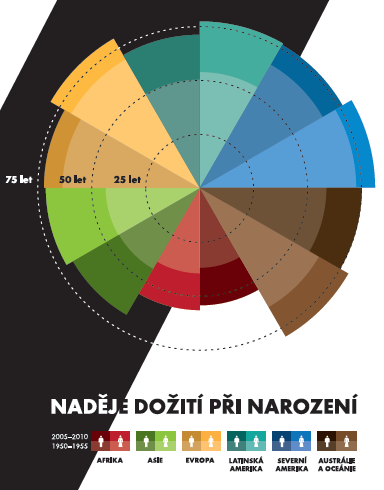 75 let 50 let 25 let
NADĚJE DOŽITÍ PŘI NAROZENÍ
2005–2010
1950–1955
AFRIKA ASIE EVROPA LATINSKÁ AMERIKA SEVERNÍ AMERIKA AUSTRÁLIE A OCEÁNIE